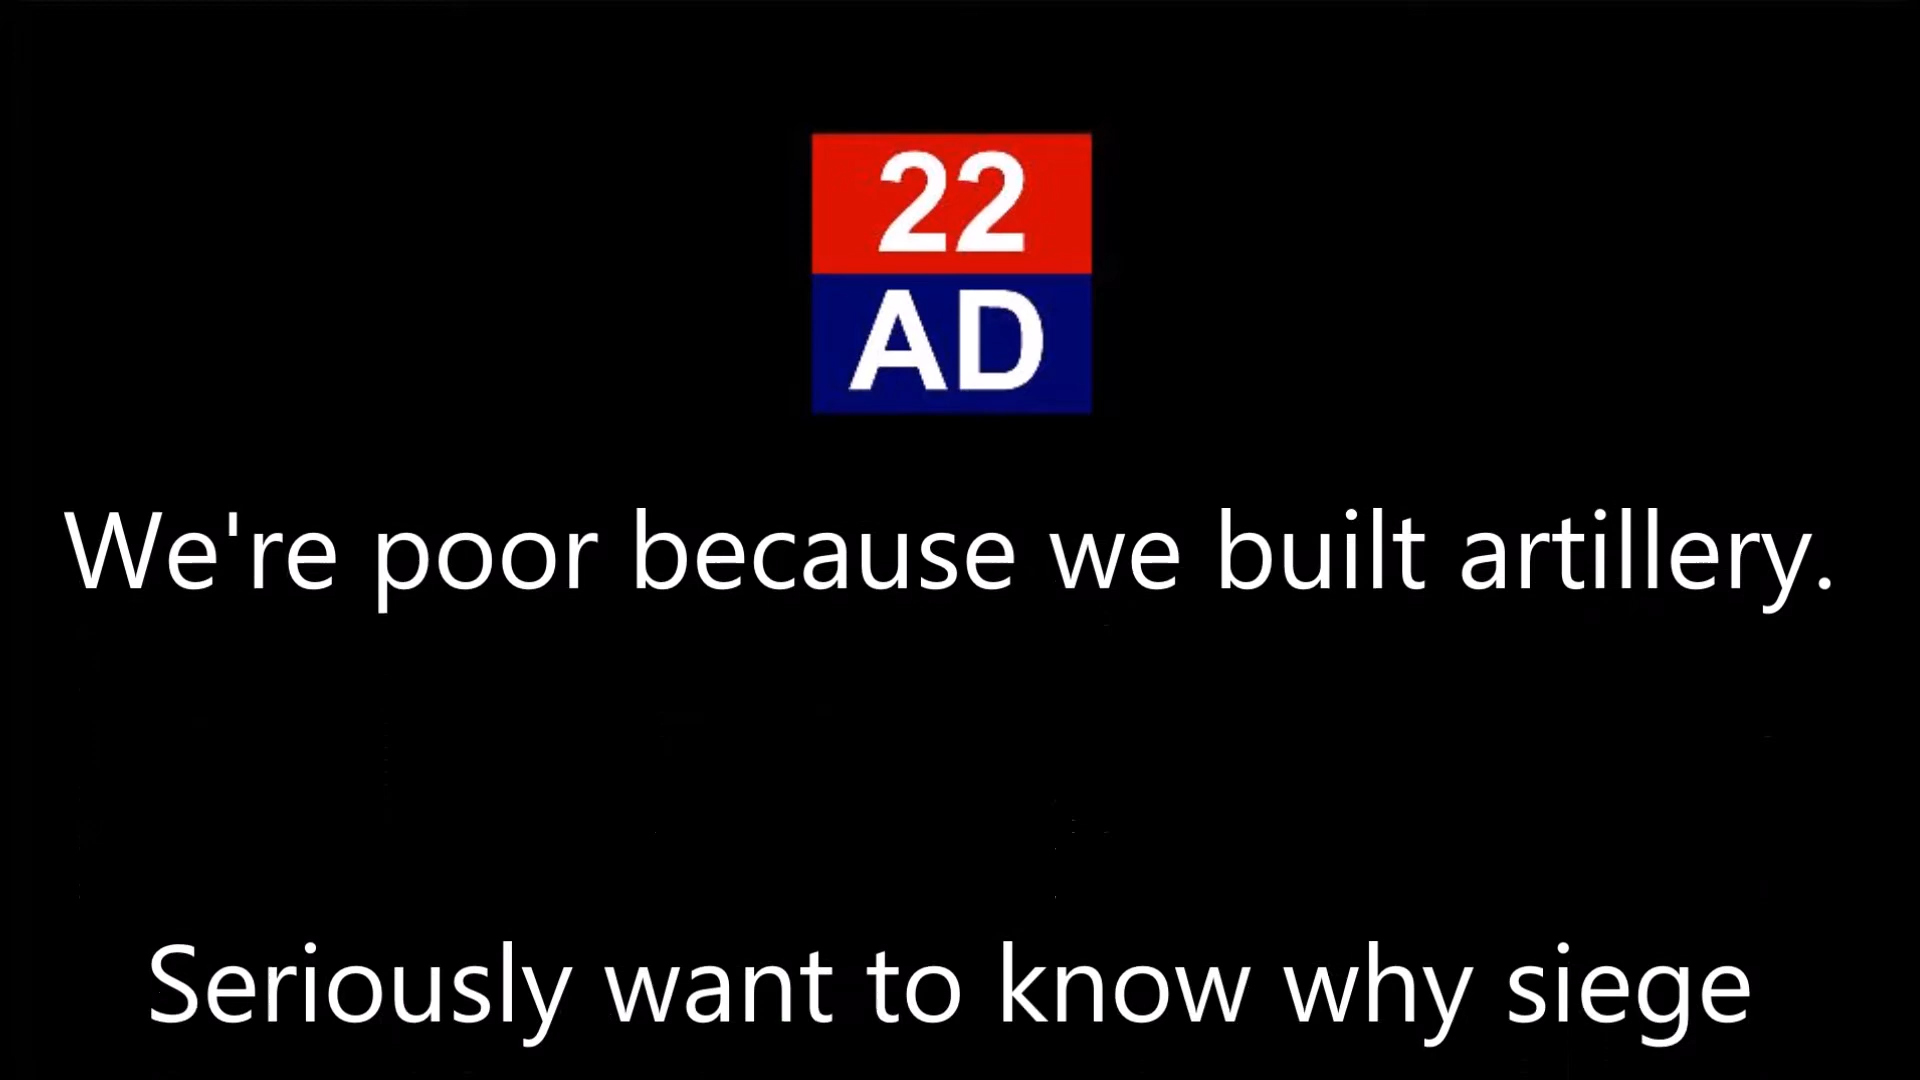 22
AD
We're poor because we built artillery.
Seriously want to know why siege